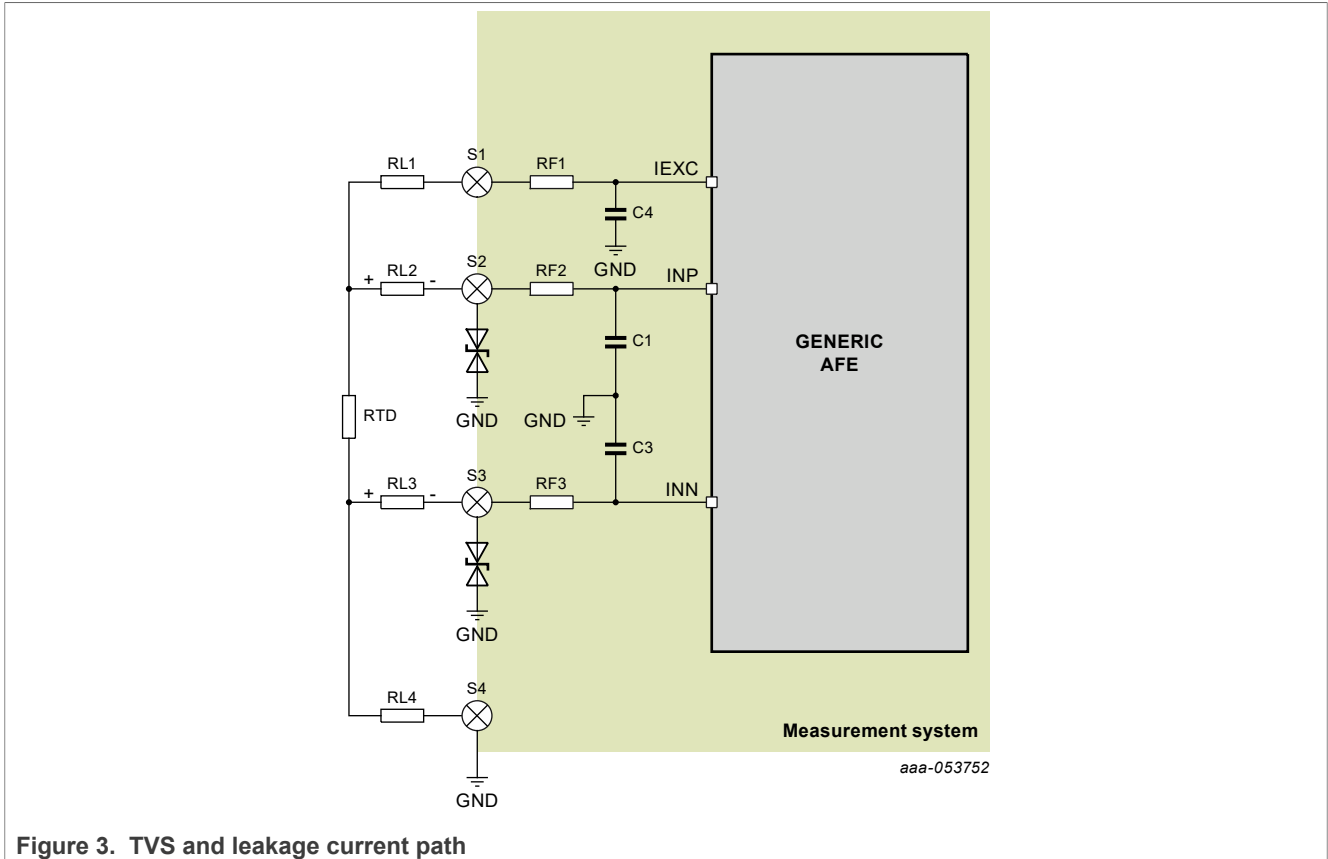 S1
RL1
RF1
IEXC
C4
GND
S2
+ RL2 -
RF2
INP
C1
GENERIC
AFE
RTD
GND
GND
C3
S3
+ RL3 -
RF3
INN
GND
S4
RL4
Measurement system
aaa-053752
GND
Figure 3. TVS and leakage current path